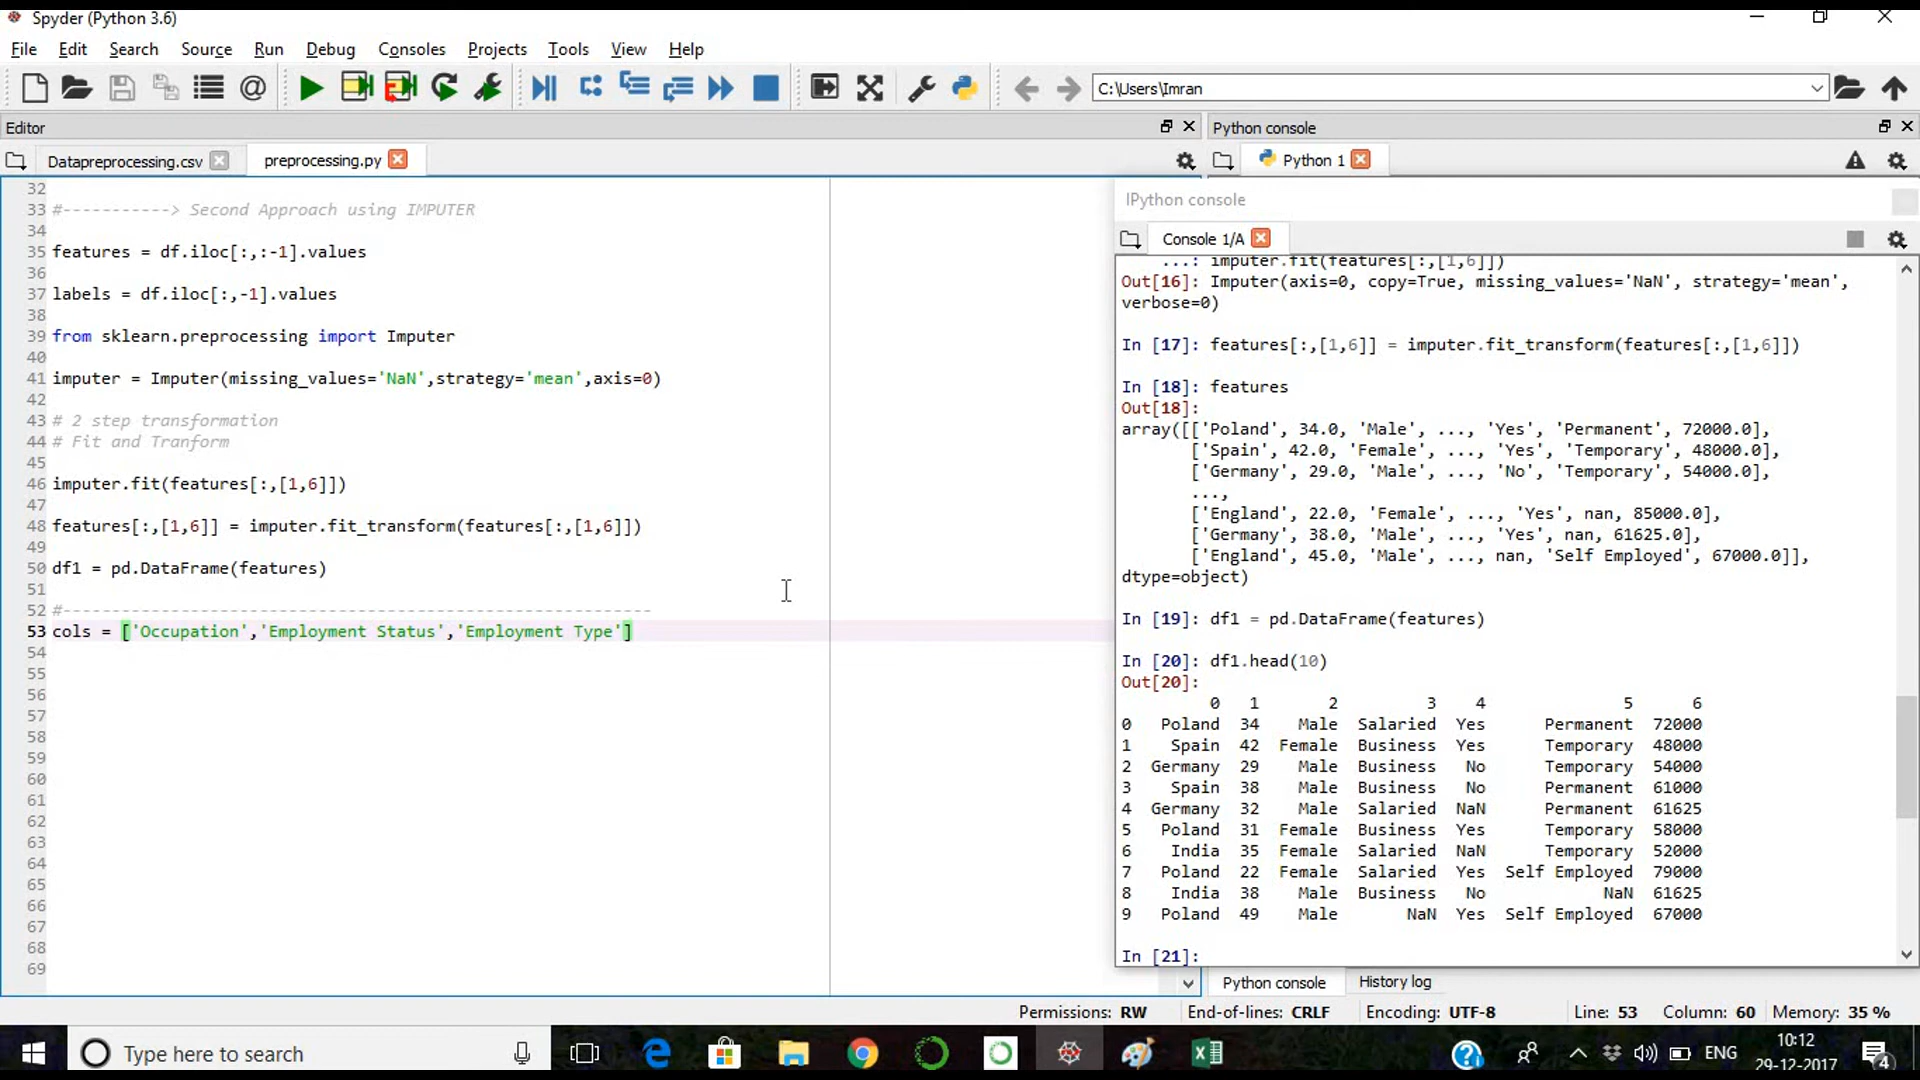 Spyder (Python 3.6)
File Edit Search Source Run Debug Consoles Projects Tools View Help
C:\Users\Imran
Editor
Python console
Datapreprocessing.csv
preprocessing.py
Python 1
IPython console
Console 1/A
32
33 #-----------> Second Approach using IMPUTER
34
35 features = df.iloc[:,:-1].values
36
37 labels = df.iloc[:,-1].values
38
39 from sklearn.preprocessing import Imputer
40
41 imputer = Imputer(missing_values='NaN',strategy='mean',axis=0)
42
43 # 2 step transformation
44 # Fit and Tranform
45
46 imputer.fit(features[:,[1,6]])
47
48 features[:,[1,6]] = imputer.fit_transform(features[:,[1,6]])
49
50 df1 = pd.DataFrame(features)
51
52 #------------------------------------------------------------
53 cols = ['Occupation','Employment Status','Employment Type']
54
55
56
57
58
59
60
61
62
63
64
65
66
67
68
69
...: imputer.fit(features[:,[1,6]])
Out[16]: Imputer(axis=0, copy=True, missing_values='NaN', strategy='mean',
verbose=0)
In [17]: features[:,[1,6]] = imputer.fit_transform(features[:,[1,6]])
In [18]: features
Out[18]:
array([['Poland', 34.0, 'Male', ..., 'Yes', 'Permanent', 72000.0],
['Spain', 42.0, 'Female', ..., 'Yes', 'Temporary', 48000.0],
['Germany', 29.0, 'Male', ..., 'No', 'Temporary', 54000.0],
...,
['England', 22.0, 'Female', ..., 'Yes', nan, 85000.0],
['Germany', 38.0, 'Male', ..., 'Yes', nan, 61625.0],
['England', 45.0, 'Male', ..., nan, 'Self Employed', 67000.0]],
dtype=object)
In [19]: df1 = pd.DataFrame(features)
In [20]: df1.head(10)
Out[20]:
0 1 2 3 4 5 6
0 Poland 34 Male Salaried Yes Permanent 72000
1 Spain 42 Female Business Yes Temporary 48000
2 Germany 29 Male Business No Temporary 54000
3 Spain 38 Male Business No Permanent 61000
4 Germany 32 Male Salaried NaN Permanent 61625
5 Poland 31 Female Business Yes Temporary 58000
6 India 35 Female Salaried NaN Temporary 52000
7 Poland 22 Female Salaried Yes Self Employed 79000
8 India 38 Male Business No NaN 61625
9 Poland 49 Male NaN Yes Self Employed 67000
In [21]:
Python console History log
Permissions: RW End-of-lines: CRLF Encoding: UTF-8 Line: 53 Column: 60 Memory: 35 %
Type here to search
ENG
10:12
29-12-2017
4